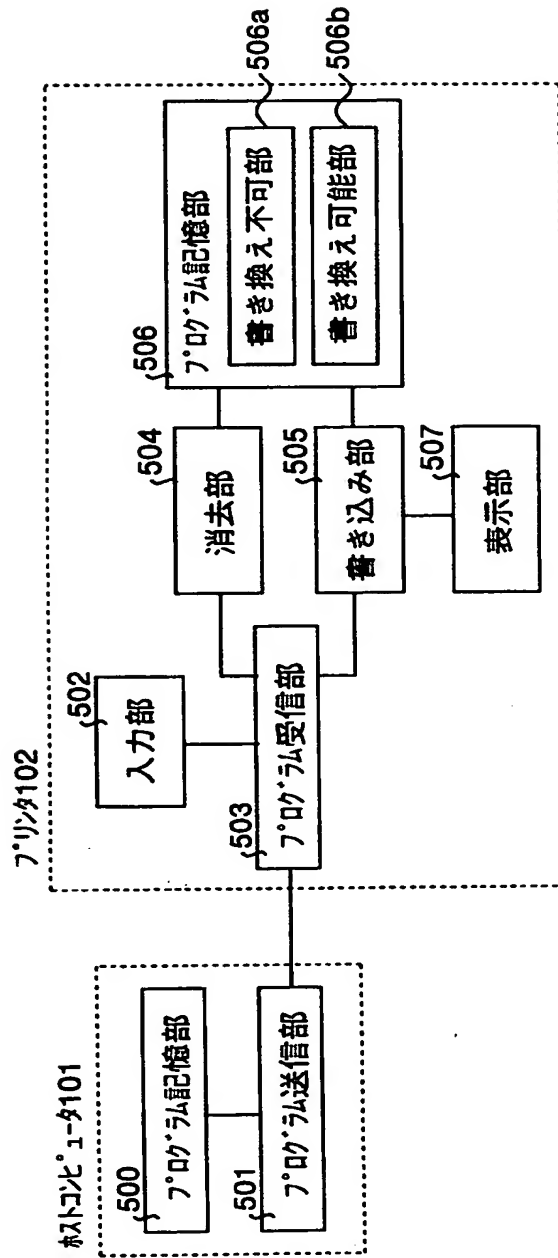 ホストコンピュータ101
500
プログラム記憶部
501
プログラム送信部
プリンタ102
502
入力部
503
プログラム受信部
504
消去部
505
書き込み部
506
プログラム記憶部
書き換え不可部
506a
書き換え可能部
506b
507
表示部